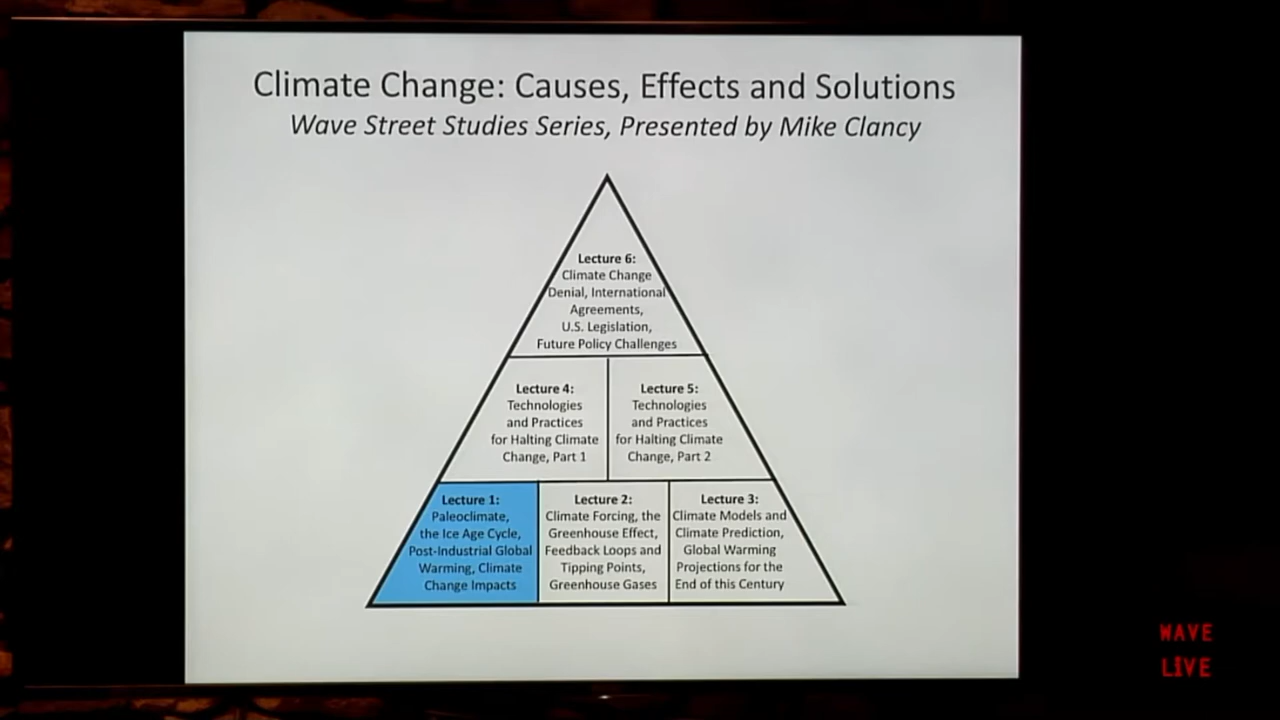 Climate Change: Causes, Effects and Solutions
Wave Street Studies Series, Presented by Mike Clancy
Lecture 6:
Climate Change
Denial, International
Agreements,
U.S. Legislation,
Future Policy Challenges
Lecture 4:
Technologies
and Practices
for Halting Climate
Change, Part 1
Lecture 5:
Technologies
and Practices
for Halting Climate
Change, Part 2
Lecture 1:
Paleoclimate,
the Ice Age Cycle,
Post-Industrial Global
Warming, Climate
Change Impacts
Lecture 2:
Climate Forcing, the
Greenhouse Effect,
Feedback Loops and
Tipping Points,
Greenhouse Gases
Lecture 3:
Climate Models and
Climate Prediction,
Global Warming
Projections for the
End of this Century
WAVE
LIVE